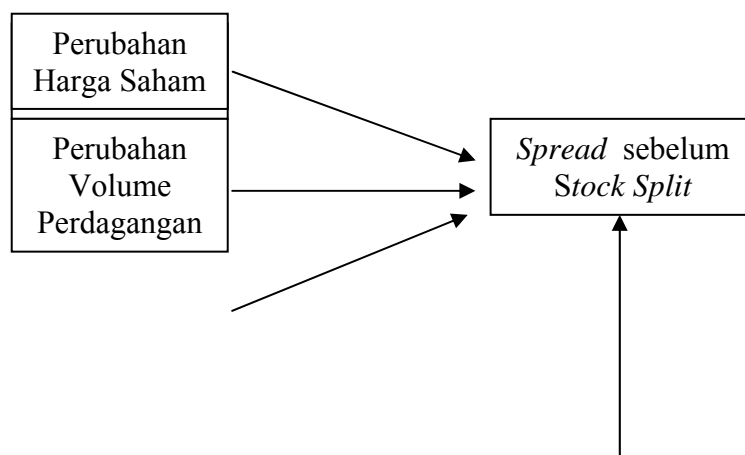 Perubahan
Harga Saham
Perubahan
Volume
Perdagangan
Spread sebelum
Stock Split